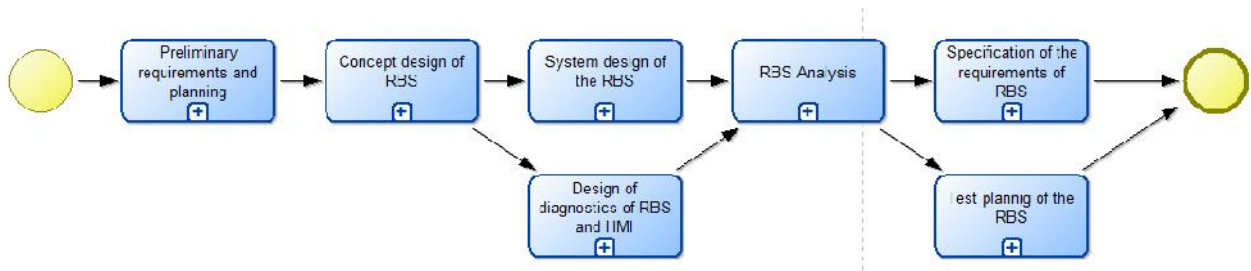 Preliminary
requirements and
planning
Concept design of
RBS
System design of
the RBS
RBS Analysis
Specification of the
requirements of
RBS
Design of
diagnostics of RBS
and HMI
Test plannig of the
RBS